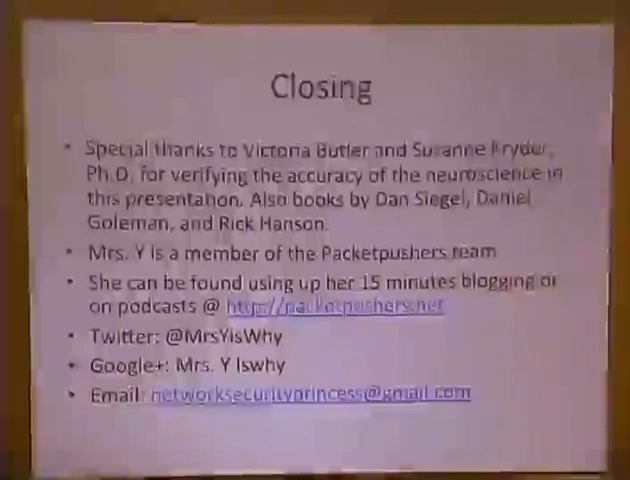 Closing
• Special thanks to Victoria Butler and Suzanne Kryder,
Ph.D. for verifying the accuracy of the neuroscience in
this presentation. Also books by Dan Siegel, Daniel
Goleman, and Rick Hanson.
• Mrs. Y is a member of the Packetpushers team
• She can be found using up her 15 minutes blogging or
on podcasts @ http://packetpushers.net
• Twitter: @MrsYisWhy
• Google+: Mrs. Y Iswhy
• Email: networksecurityprincess@gmail.com